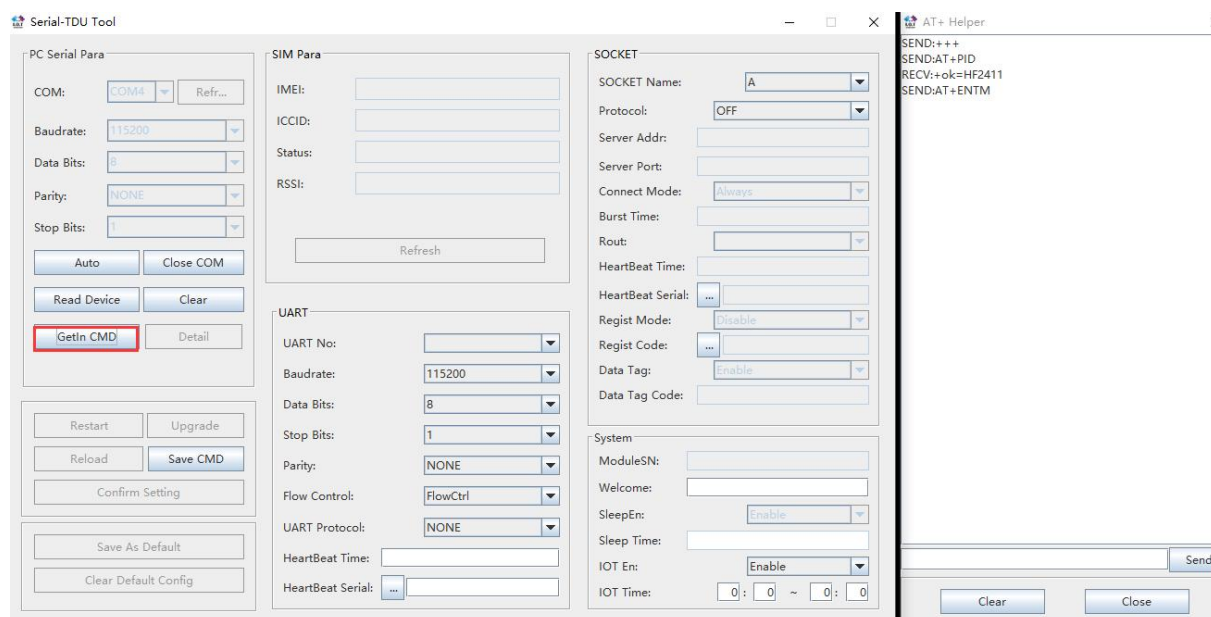 Serial-TDU Tool
PC Serial Para
COM: COM4 Refr...
Baudrate: 115200
Data Bits: 8
Parity: NONE
Stop Bits: 1
Auto Close COM
Read Device Clear
GetIn CMD Detail
Restart Upgrade
Reload Save CMD
Confirm Setting
Save As Default
Clear Default Config
SIM Para
IMEI:
ICCID:
Status:
RSSI:
Refresh
UART
UART No:
Baudrate: 115200
Data Bits: 8
Stop Bits: 1
Parity: NONE
Flow Control: FlowCtrl
UART Protocol: NONE
HeartBeat Time:
HeartBeat Serial: ...
SOCKET
SOCKET Name: A
Protocol: OFF
Server Addr:
Server Port:
Connect Mode: Always
Burst Time:
Rout:
HeartBeat Time:
HeartBeat Serial: ...
Regist Mode: Disable
Regist Code: ...
Data Tag: Enable
Data Tag Code:
System
ModuleSN:
Welcome:
SleepEn: Enable
Sleep Time:
IOT En: Enable
IOT Time: 0 : 0 ~ 0 : 0
AT+ Helper
SEND:+++
SEND:AT+PID
RECV:+ok=HF2411
SEND:AT+ENTM
Send
Clear Close